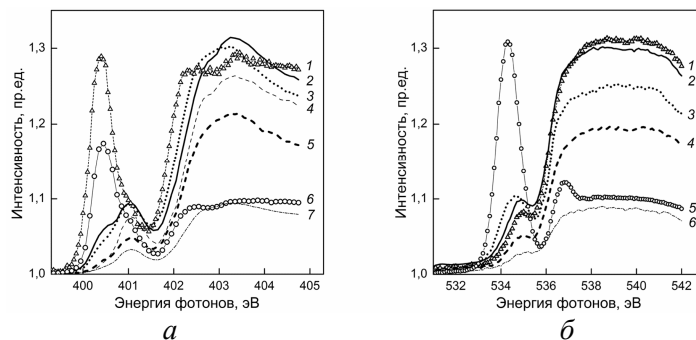 Интенсивность, пр.ед.
1,3
1,2
1,1
1,0
400 401 402 403 404 405
Энергия фотонов, эВ
1
2
3
4
5
6
7
а
Интенсивность, пр.ед.
1,3
1,2
1,1
1,0
532 534 536 538 540 542
Энергия фотонов, эВ
1
2
3
4
5
6
б